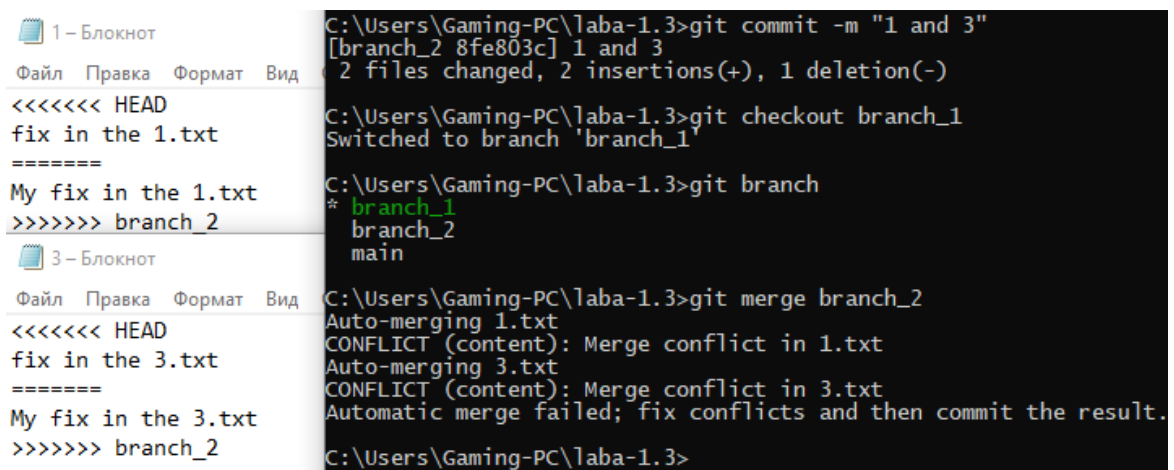 1 – Блокнот
Файл Правка Формат Вид
<<<<<<< HEAD
fix in the 1.txt
=======
My fix in the 1.txt
>>>>>>> branch_2
3 – Блокнот
Файл Правка Формат Вид
<<<<<<< HEAD
fix in the 3.txt
=======
My fix in the 3.txt
>>>>>>> branch_2
C:\Users\Gaming-PC\laba-1.3>git commit -m "1 and 3"
[branch_2 8fe803c] 1 and 3
 2 files changed, 2 insertions(+), 1 deletion(-)
C:\Users\Gaming-PC\laba-1.3>git checkout branch_1
Switched to branch 'branch_1'
C:\Users\Gaming-PC\laba-1.3>git branch
* branch_1
  branch_2
  main
C:\Users\Gaming-PC\laba-1.3>git merge branch_2
Auto-merging 1.txt
CONFLICT (content): Merge conflict in 1.txt
Auto-merging 3.txt
CONFLICT (content): Merge conflict in 3.txt
Automatic merge failed; fix conflicts and then commit the result.
C:\Users\Gaming-PC\laba-1.3>